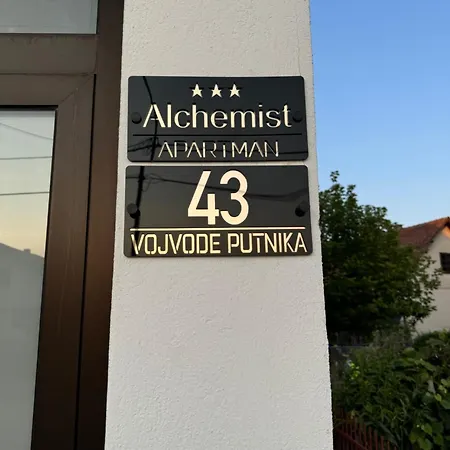 Alchemist
APARTMAN
43
VOJVODE PUTNIKA